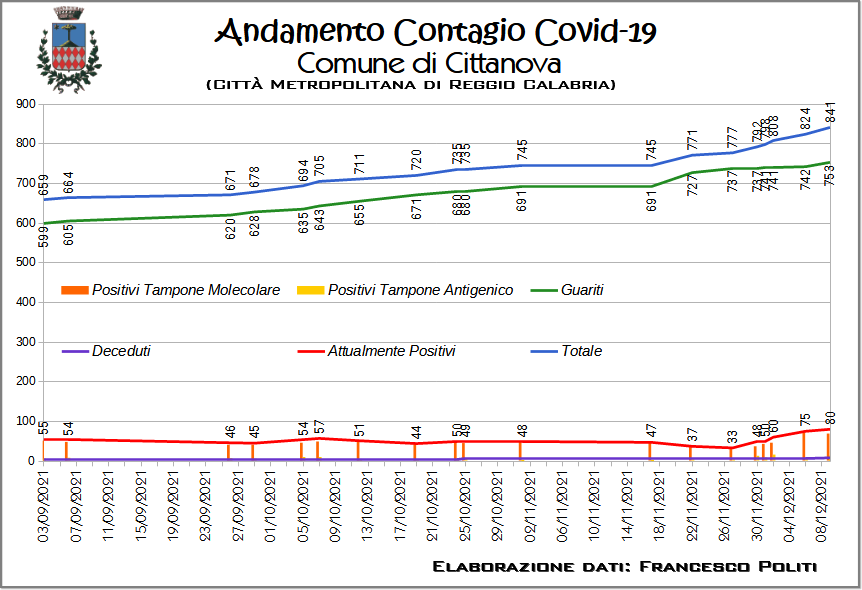 Andamento Contagio Covid-19
Comune di Cittanova
(Città Metropolitana di Reggio Calabria)
900
800
700
600
500
400
300
200
100
0
659 664 671 678 694 705 711 720 735 735 745 745 771 777 792 798 808 824 841
599 605 620 628 635 643 655 671 680 680 691 691 727 737 737 741 741 742 753
Positivi Tampone Molecolare Positivi Tampone Antigenico Guariti
Deceduti Attualmente Positivi Totale
55 54 46 45 54 57 51 44 50 49 48 47 37 33 48 50 60 75 80
03/09/2021 07/09/2021 11/09/2021 15/09/2021 19/09/2021 23/09/2021 27/09/2021 01/10/2021 05/10/2021 09/10/2021 13/10/2021 17/10/2021 21/10/2021 25/10/2021 29/10/2021 02/11/2021 06/11/2021 10/11/2021 14/11/2021 18/11/2021 22/11/2021 26/11/2021 30/11/2021 04/12/2021 08/12/2021
Elaborazione dati: Francesco Politi